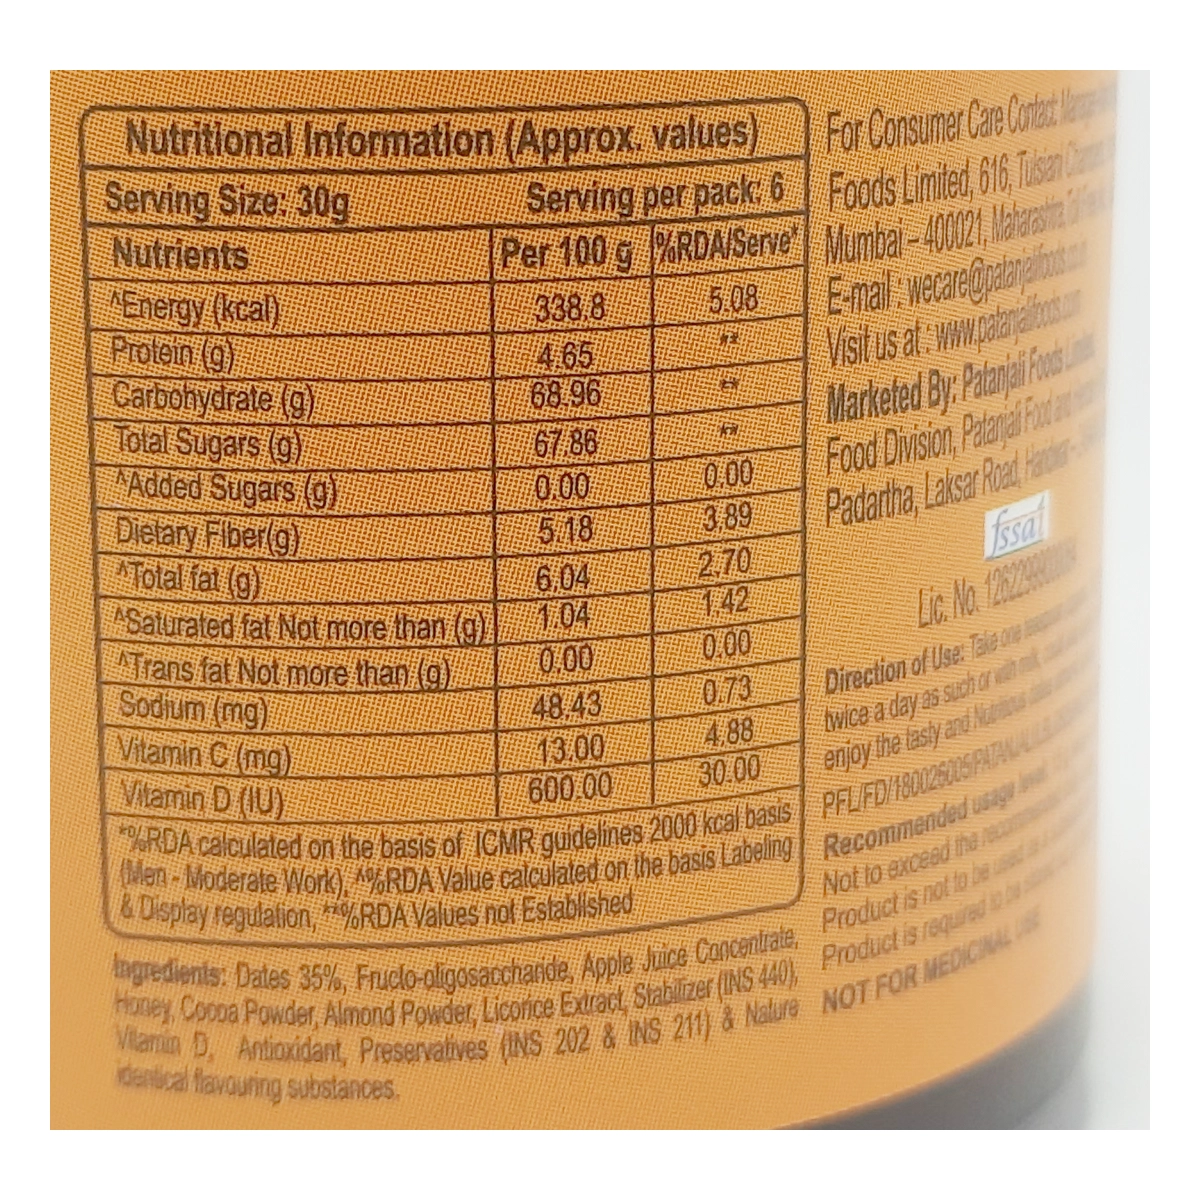 Nutritional Information (Approx. values)
Serving Size: 30g Serving per pack: 6
Nutrients Per 100 g %RDA/Serve*
^Energy (kcal) 338.8 5.08
Protein (g) 4.65 **
Carbohydrate (g) 68.96 **
Total Sugars (g) 67.86 **
^Added Sugars (g) 0.00 0.00
Dietary Fiber(g) 5.18 3.89
^Total fat (g) 6.04 2.70
^Saturated fat Not more than (g) 1.04 1.42
^Trans fat Not more than (g) 0.00 0.00
Sodium (mg) 48.43 0.73
Vitamin C (mg) 13.00 4.88
Vitamin D (IU) 600.00 30.00
*%RDA calculated on the basis of ICMR guidelines 2000 kcal basis
(Men - Moderate Work), ^%RDA Value calculated on the basis Labeling
& Display regulation, **%RDA Values not Established
Ingredients: Dates 35%, Fructo-oligosaccharide, Apple Juice Concentrate,
Honey, Cocoa Powder, Almond Powder, Licorice Extract, Stabilizer (INS 440),
Vitamin D, Antioxidant, Preservatives (INS 202 & INS 211) & Nature
identical flavouring substances.
For Consumer Care Contact:
Foods Limited, 616, Tulsiani
Mumbai - 400021, Maharashtra,
E-mail : wecare@patanjalifoods.co.in
Visit us at : www.patanjalifoods.com
Marketed By: Patanjali Foods Limited
Food Division, Patanjali Food and
Padartha, Laksar Road, Haridwar -
fssai
Lic. No.
Direction of Use: Take one
twice a day as such or with milk,
enjoy the tasty and Nutritious
Recommended usage level:
Not to exceed the recommended
Product is not to be used
Product is required to be
NOT FOR MEDICINAL USE